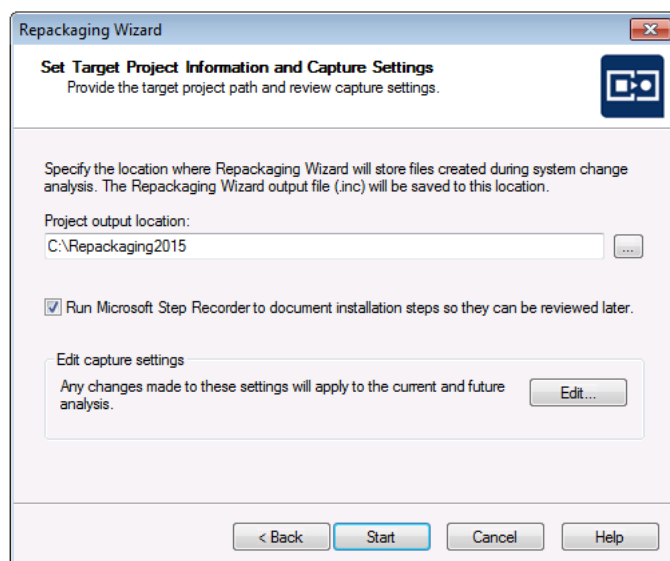 Repackaging Wizard
Set Target Project Information and Capture Settings
Provide the target project path and review capture settings.
Specify the location where Repackaging Wizard will store files created during system change
analysis. The Repackaging Wizard output file (.inc) will be saved to this location.
Project output location:
C:\Repackaging2015
...
Run Microsoft Step Recorder to document installation steps so they can be reviewed later.
Edit capture settings
Any changes made to these settings will apply to the current and future
analysis.
Edit...
< Back Start Cancel Help